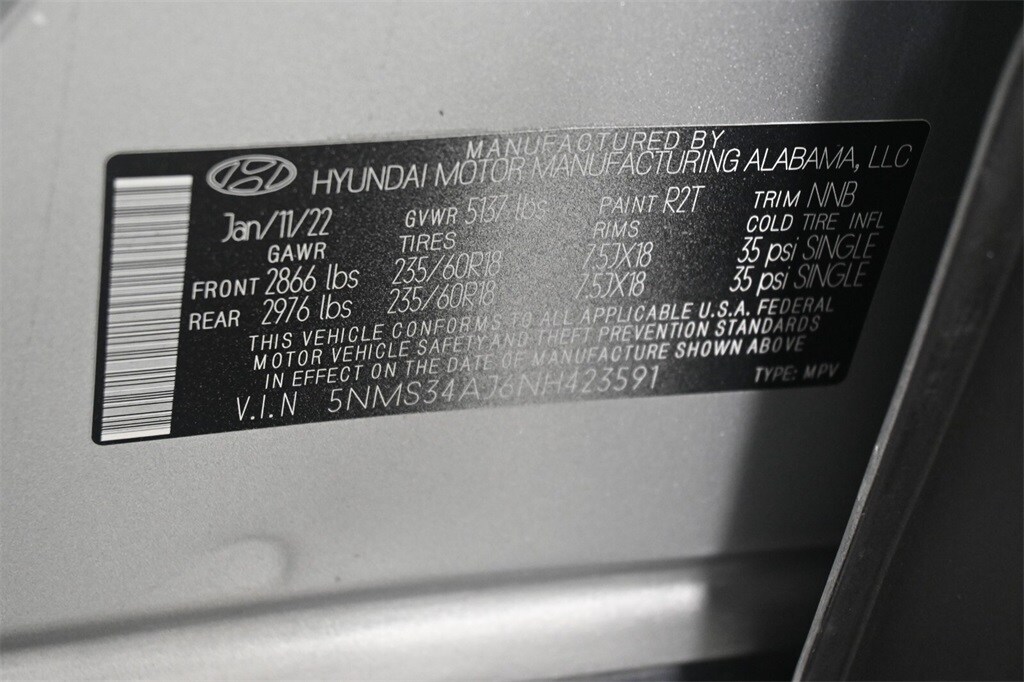 MANUFACTURED BY
HYUNDAI MOTOR MANUFACTURING ALABAMA, LLC
Jan/11/22 GVWR 5137 lbs PAINT R2T TRIM NNB
GAWR TIRES RIMS COLD TIRE INFL
FRONT 2866 lbs 235/60R18 7.5JX18 35 psi SINGLE
REAR 2976 lbs 235/60R18 7.5JX18 35 psi SINGLE
THIS VEHICLE CONFORMS TO ALL APPLICABLE U.S.A. FEDERAL
MOTOR VEHICLE SAFETY AND THEFT PREVENTION STANDARDS
IN EFFECT ON THE DATE OF MANUFACTURE SHOWN ABOVE
V.I.N 5NMS34AJ6NH423591 TYPE: MPV